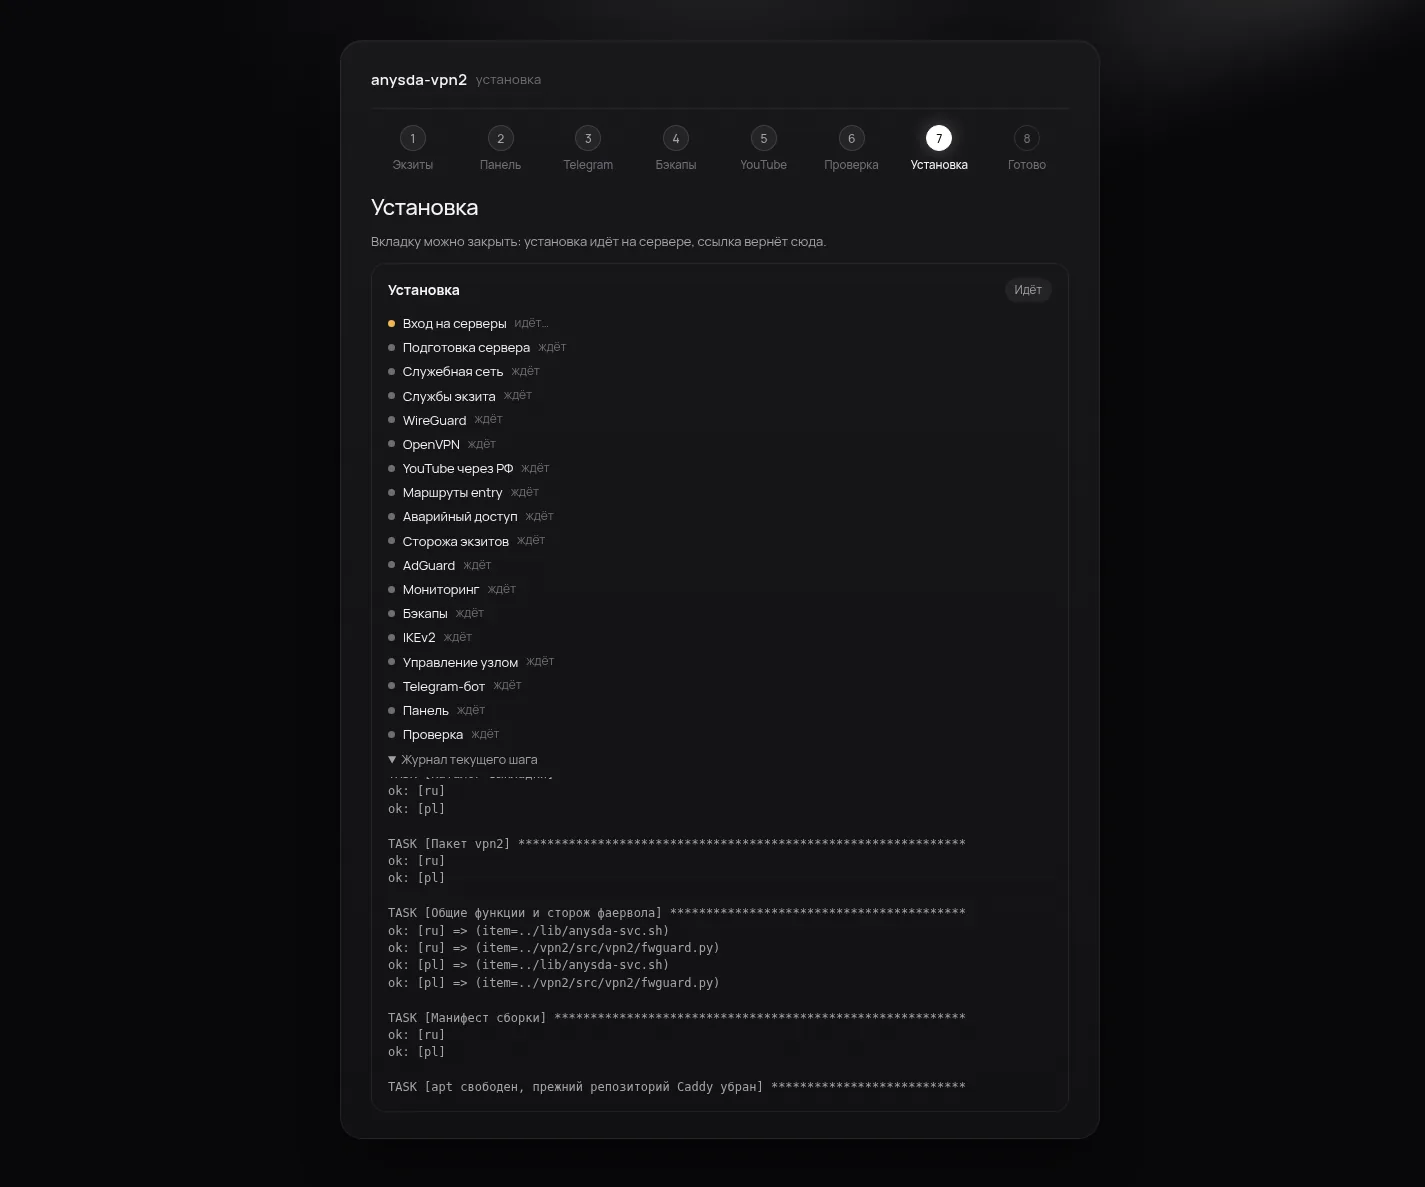 anysda-vpn2 установка
1 2 3 4 5 6 7 8
Экзиты Панель Telegram Бэкапы YouTube Проверка Установка Готово
Установка
Вкладку можно закрыть: установка идёт на сервере, ссылка вернёт сюда.
Установка Идёт
Вход на серверы идёт…
Подготовка сервера ждёт
Служебная сеть ждёт
Службы экзита ждёт
WireGuard ждёт
OpenVPN ждёт
YouTube через РФ ждёт
Маршруты entry ждёт
Аварийный доступ ждёт
Сторожа экзитов ждёт
AdGuard ждёт
Мониторинг ждёт
Бэкапы ждёт
IKEv2 ждёт
Управление узлом ждёт
Telegram-бот ждёт
Панель ждёт
Проверка ждёт
▼ Журнал текущего шага
ok: [ru]
ok: [pl]
TASK [Пакет vpn2] **************************************************************
ok: [ru]
ok: [pl]
TASK [Общие функции и сторож фаервола] *****************************************
ok: [ru] => (item=../lib/anysda-svc.sh)
ok: [ru] => (item=../vpn2/src/vpn2/fwguard.py)
ok: [pl] => (item=../lib/anysda-svc.sh)
ok: [pl] => (item=../vpn2/src/vpn2/fwguard.py)
TASK [Манифест сборки] *********************************************************
ok: [ru]
ok: [pl]
TASK [apt свободен, прежний репозиторий Caddy убран] ***************************